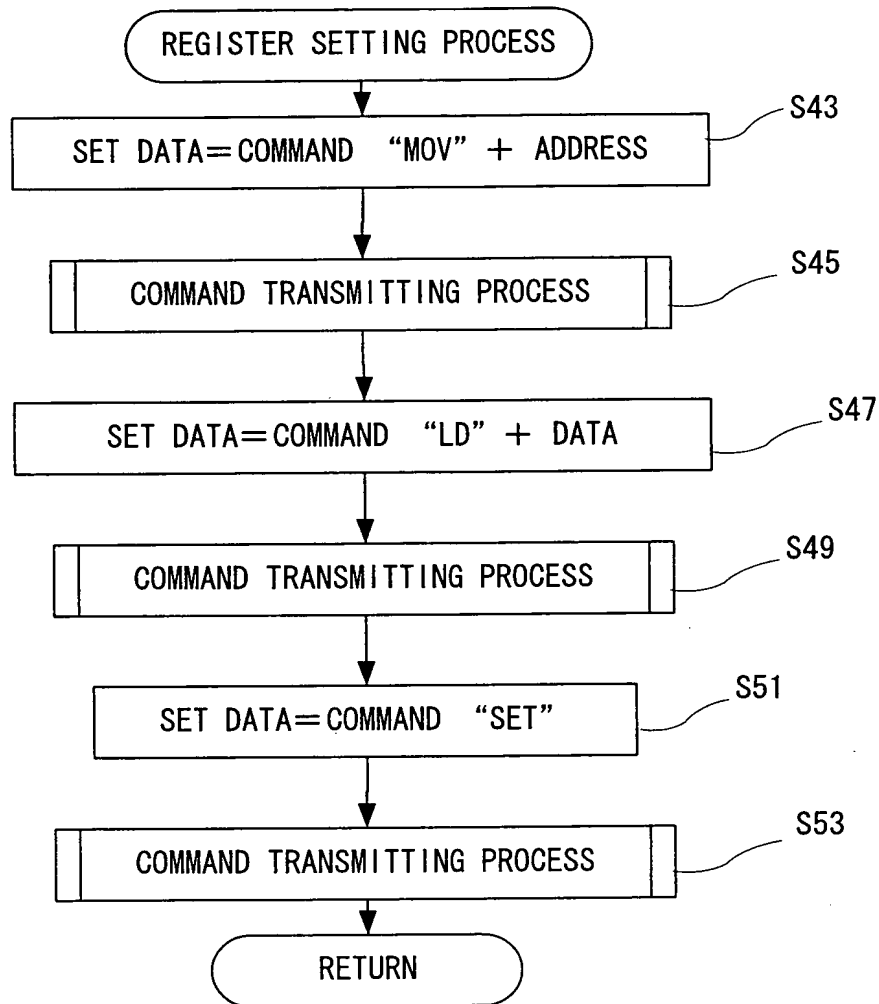 REGISTER SETTING PROCESS
S43
SET DATA=COMMAND “MOV” + ADDRESS
S45
COMMAND TRANSMITTING PROCESS
S47
SET DATA=COMMAND “LD” + DATA
S49
COMMAND TRANSMITTING PROCESS
S51
SET DATA=COMMAND “SET”
S53
COMMAND TRANSMITTING PROCESS
RETURN